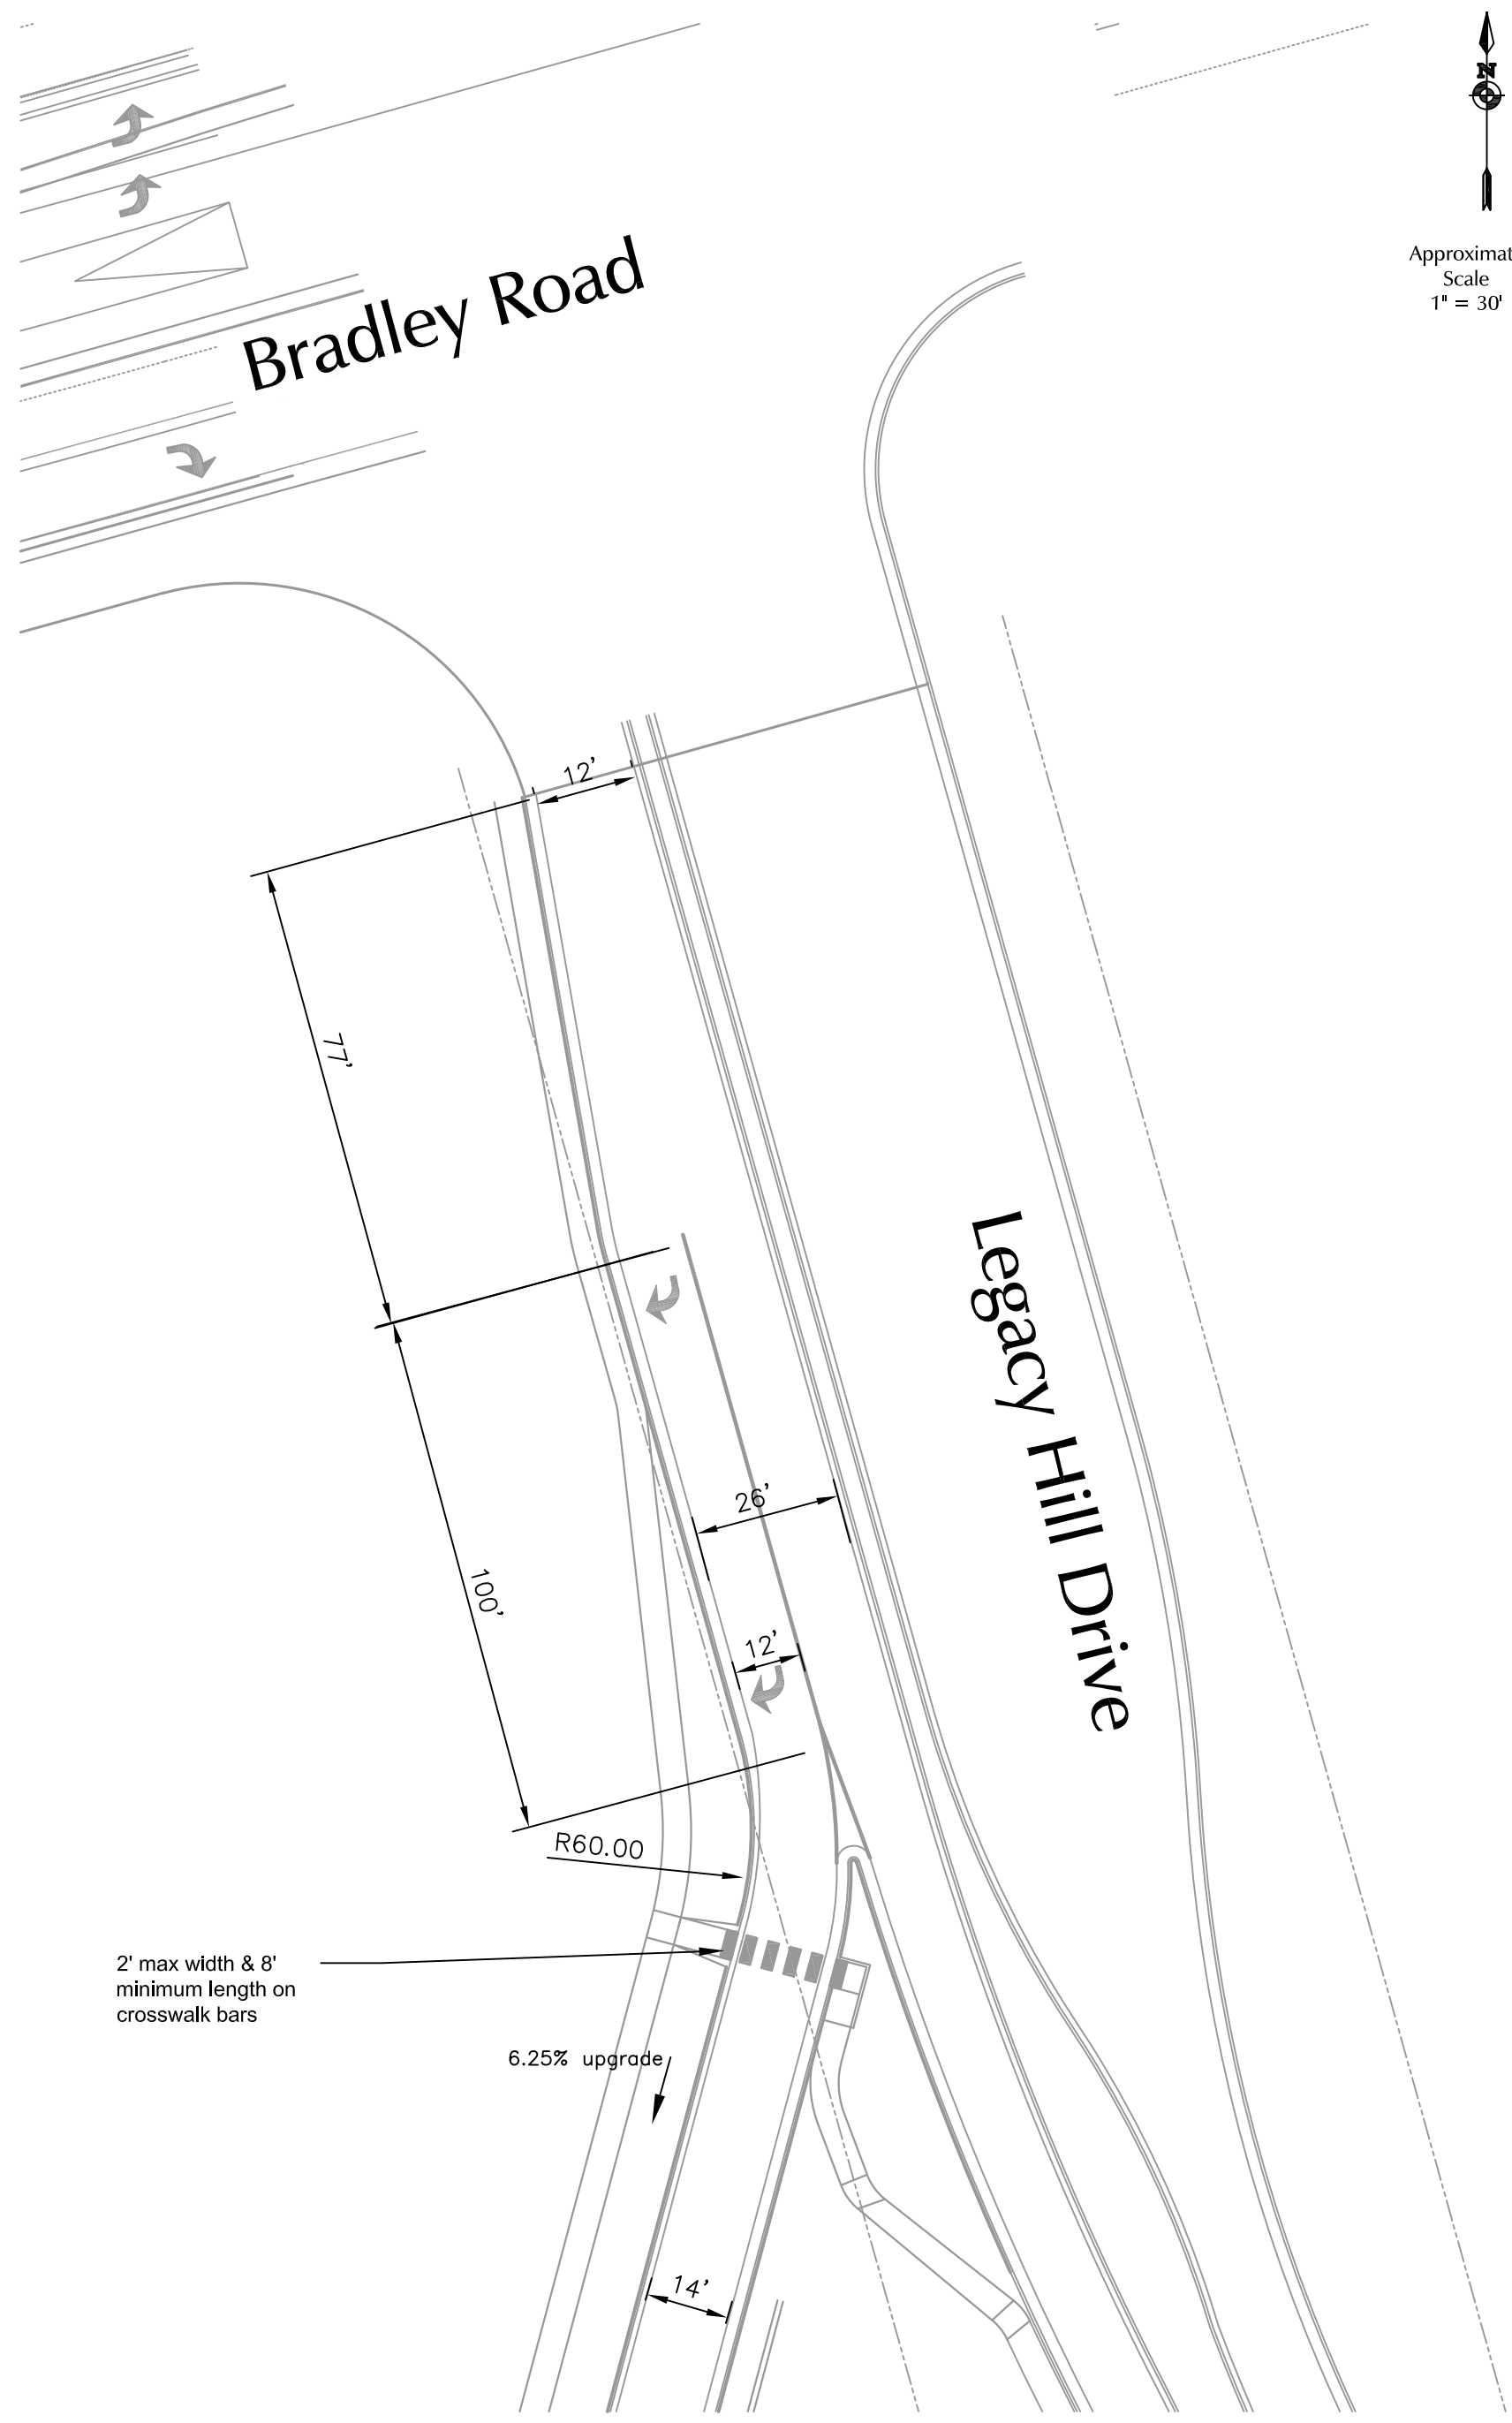 N
Approximat
Scale
1" = 30'
Bradley Road
12'
77'
Legacy Hill Drive
26'
100'
12'
R60.00
2' max width & 8'
minimum length on
crosswalk bars
6.25% upgrade
14'